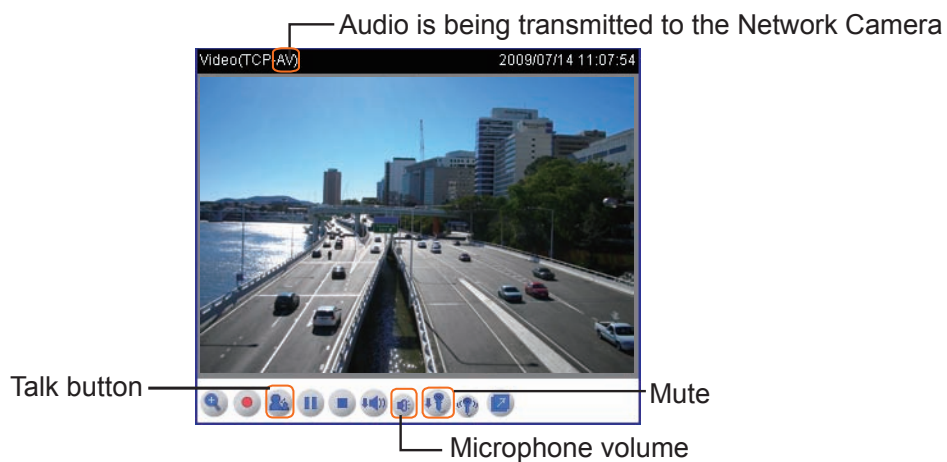 Audio is being transmitted to the Network Camera
Video(TCP-AV) 2009/07/14 11:07:54
Talk button
Mute
Microphone volume